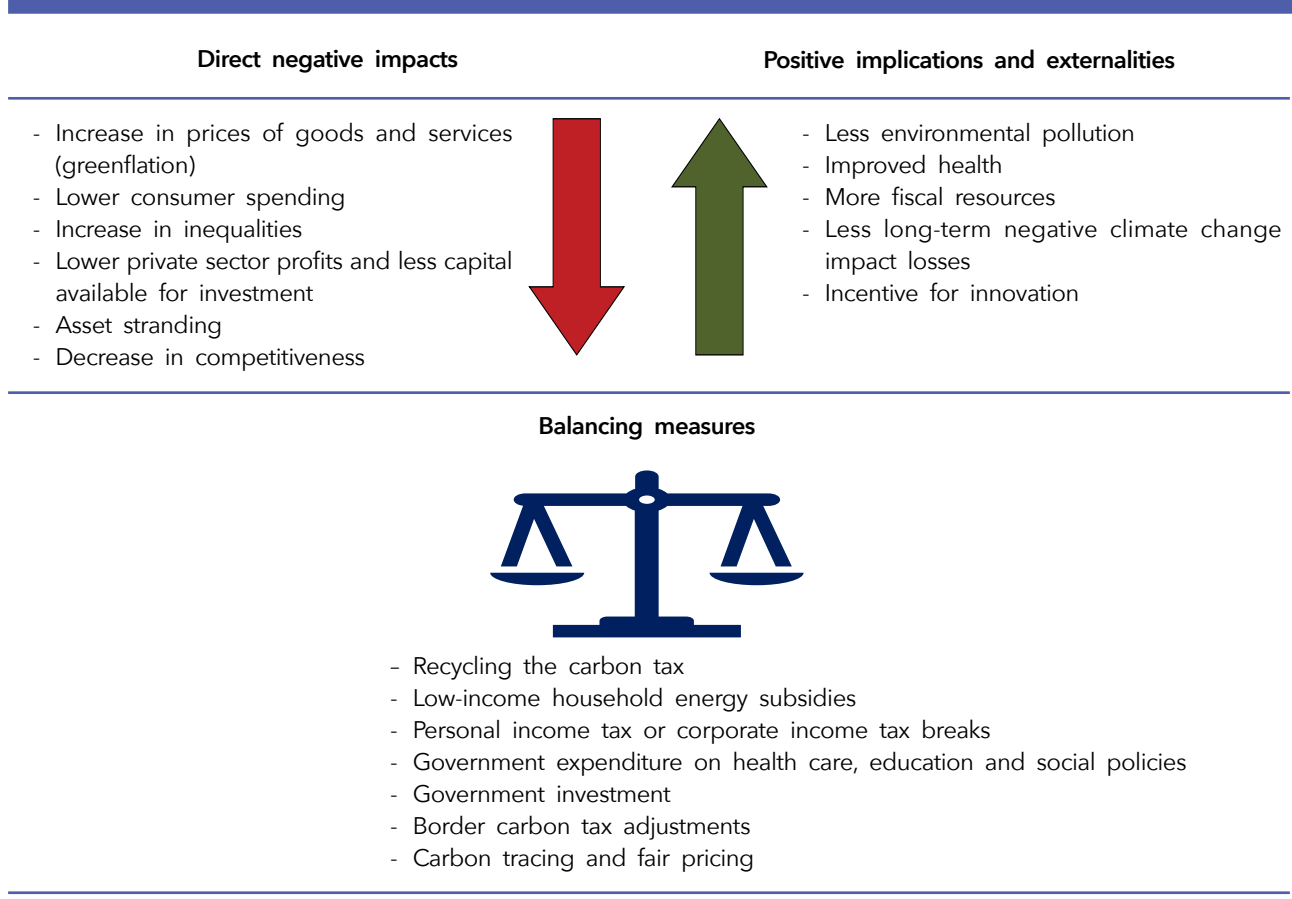 Direct negative impacts
- Increase in prices of goods and services
(greenflation)
- Lower consumer spending
- Increase in inequalities
- Lower private sector profits and less capital
available for investment
- Asset stranding
- Decrease in competitiveness
Positive implications and externalities
- Less environmental pollution
- Improved health
- More fiscal resources
- Less long-term negative climate change
impact losses
- Incentive for innovation
Balancing measures
– Recycling the carbon tax
- Low-income household energy subsidies
- Personal income tax or corporate income tax breaks
- Government expenditure on health care, education and social policies
- Government investment
- Border carbon tax adjustments
- Carbon tracing and fair pricing